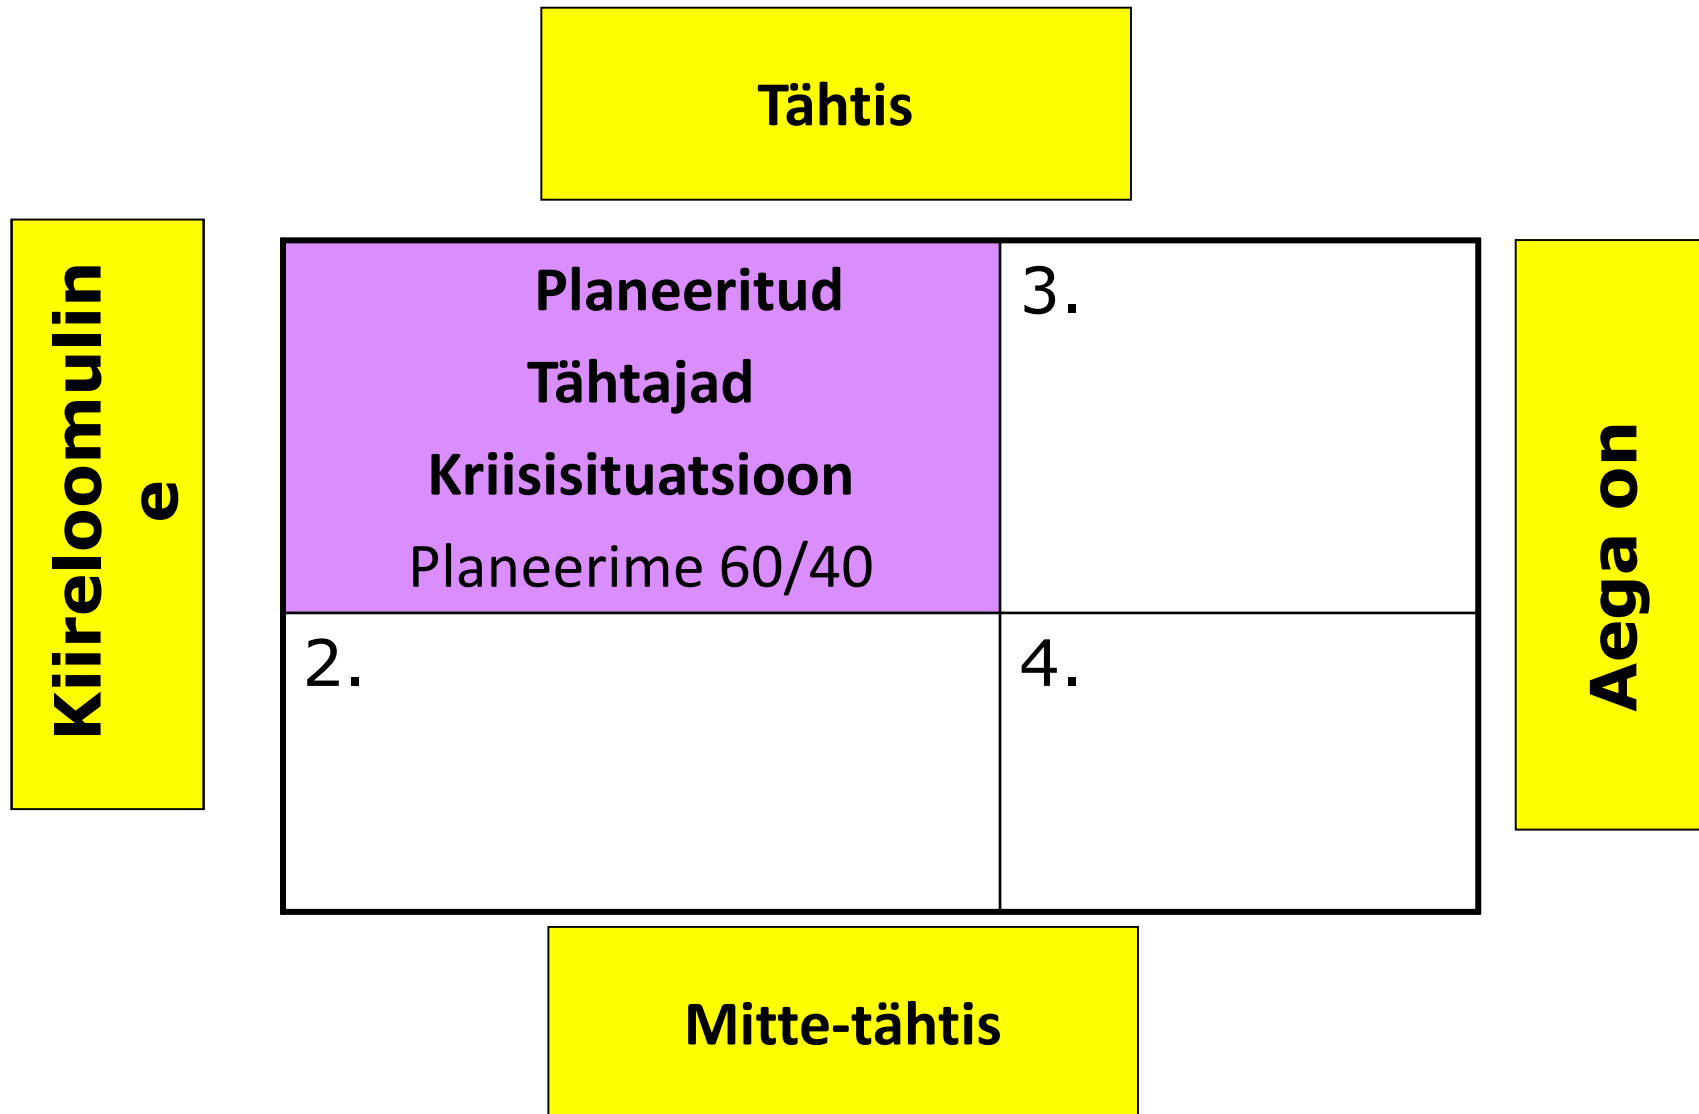 Tähtis
Kiireloomulin
e
Planeeritud
Tähtajad
Kriisisituatsioon
Planeerime 60/40
3.
2.
4.
Aega on
Mitte-tähtis